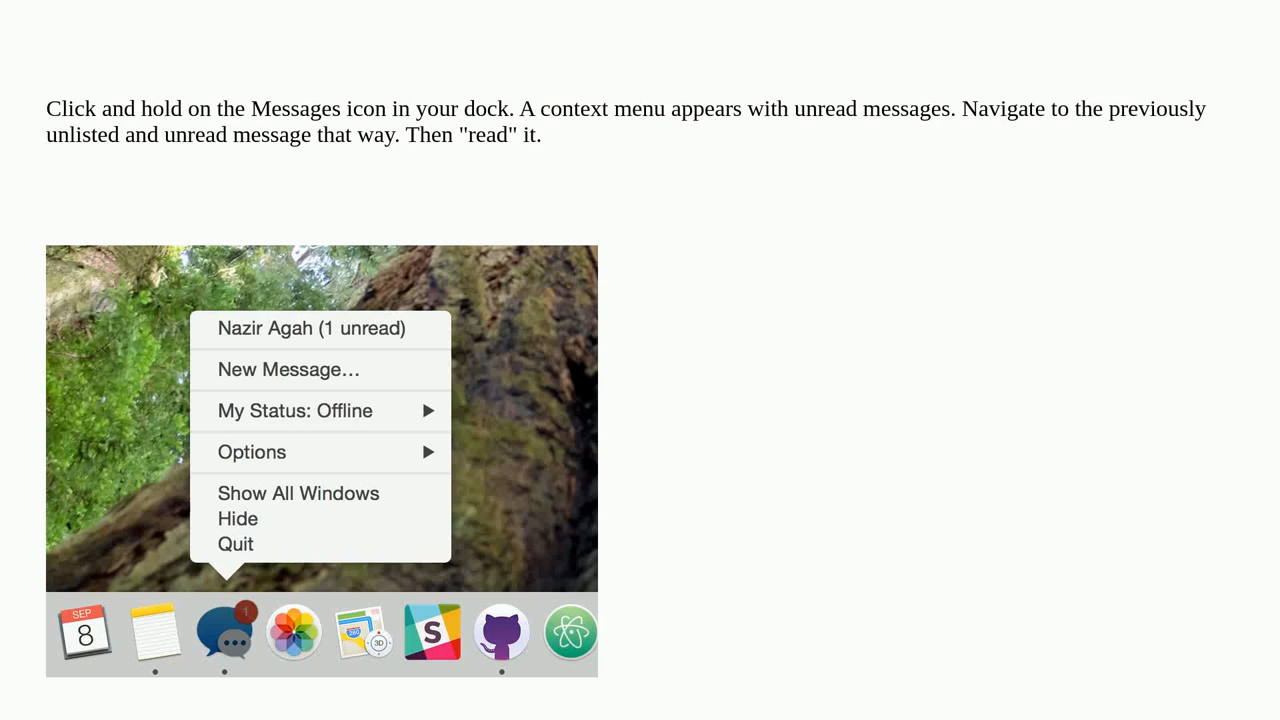 Click and hold on the Messages icon in your dock. A context menu appears with unread messages. Navigate to the previously
unlisted and unread message that way. Then "read" it.
Nazir Agah (1 unread)
New Message…
My Status: Offline
Options
Show All Windows
Hide
Quit
SEP
8
1
280
3D
S